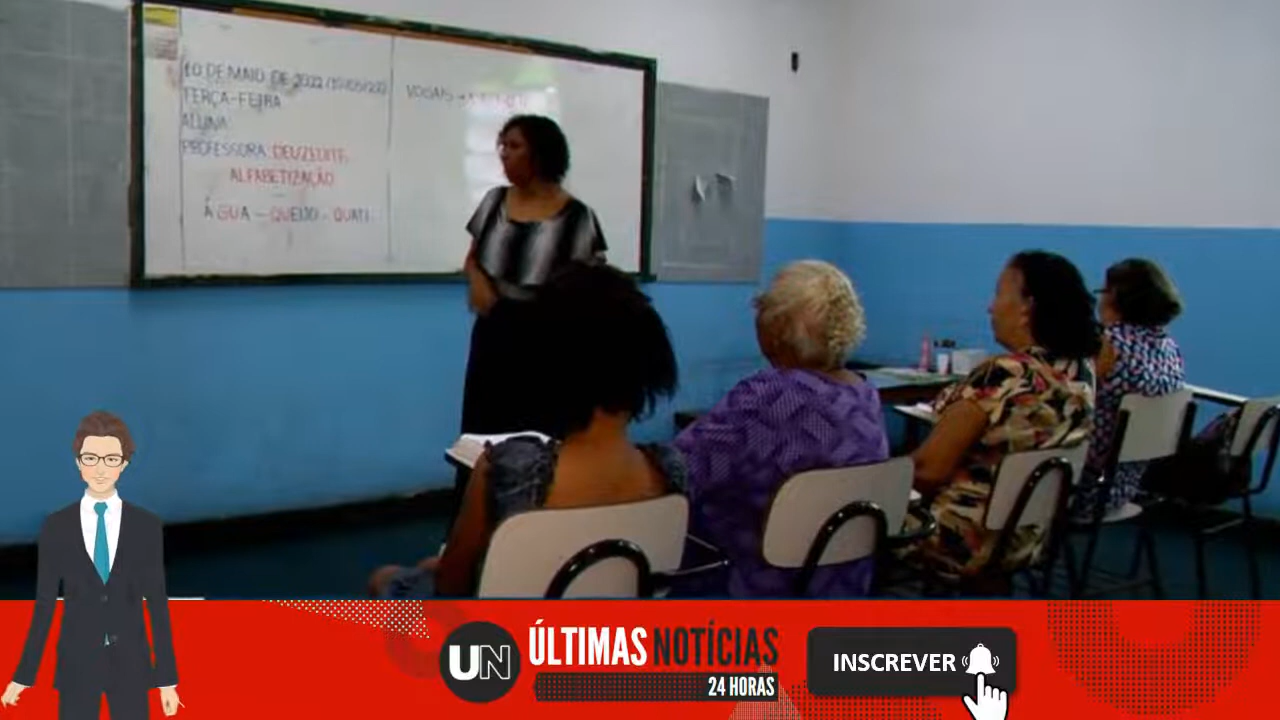 10 DE MAIO DE 2022
TERÇA-FEIRA
ALUNA:
PROFESSORA:
ALFABETIZAÇÃO
ÁGUA - QUEIJO - QUATI
VOGAIS
UN
ÚLTIMAS NOTÍCIAS
24 HORAS
INSCREVER